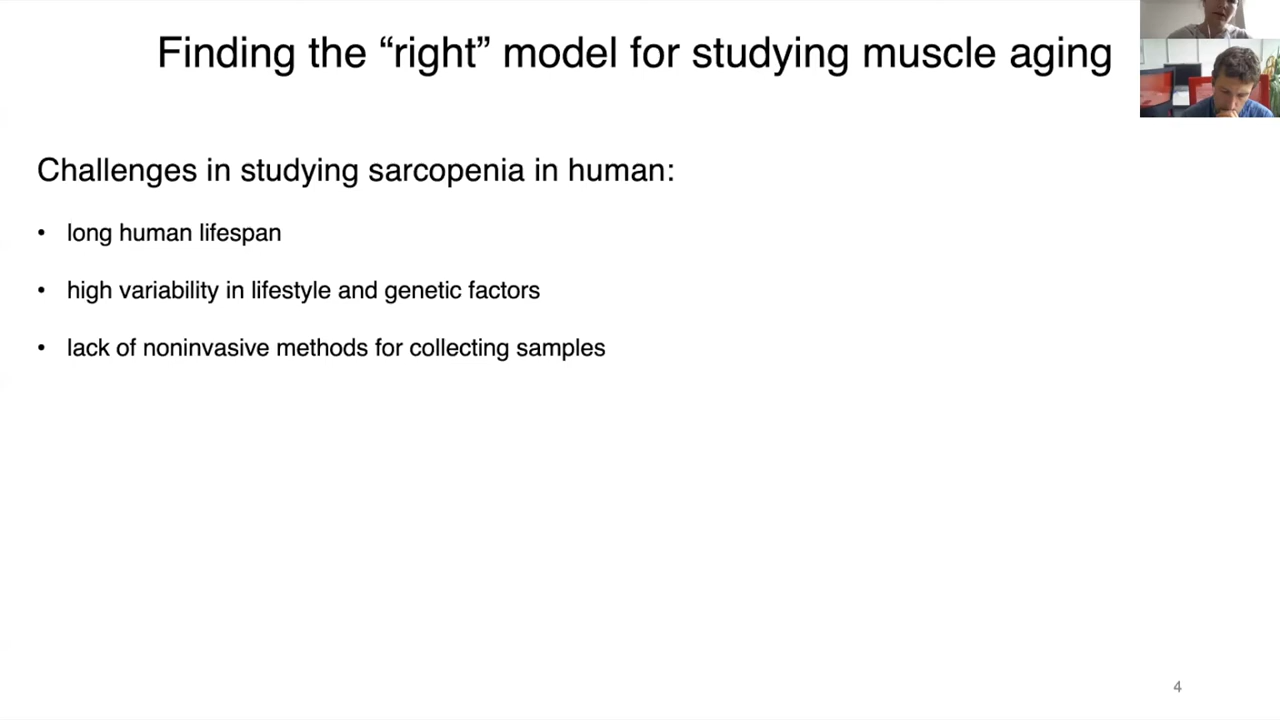 Finding the “right” model for studying muscle aging
Challenges in studying sarcopenia in human:
• long human lifespan
• high variability in lifestyle and genetic factors
• lack of noninvasive methods for collecting samples
4